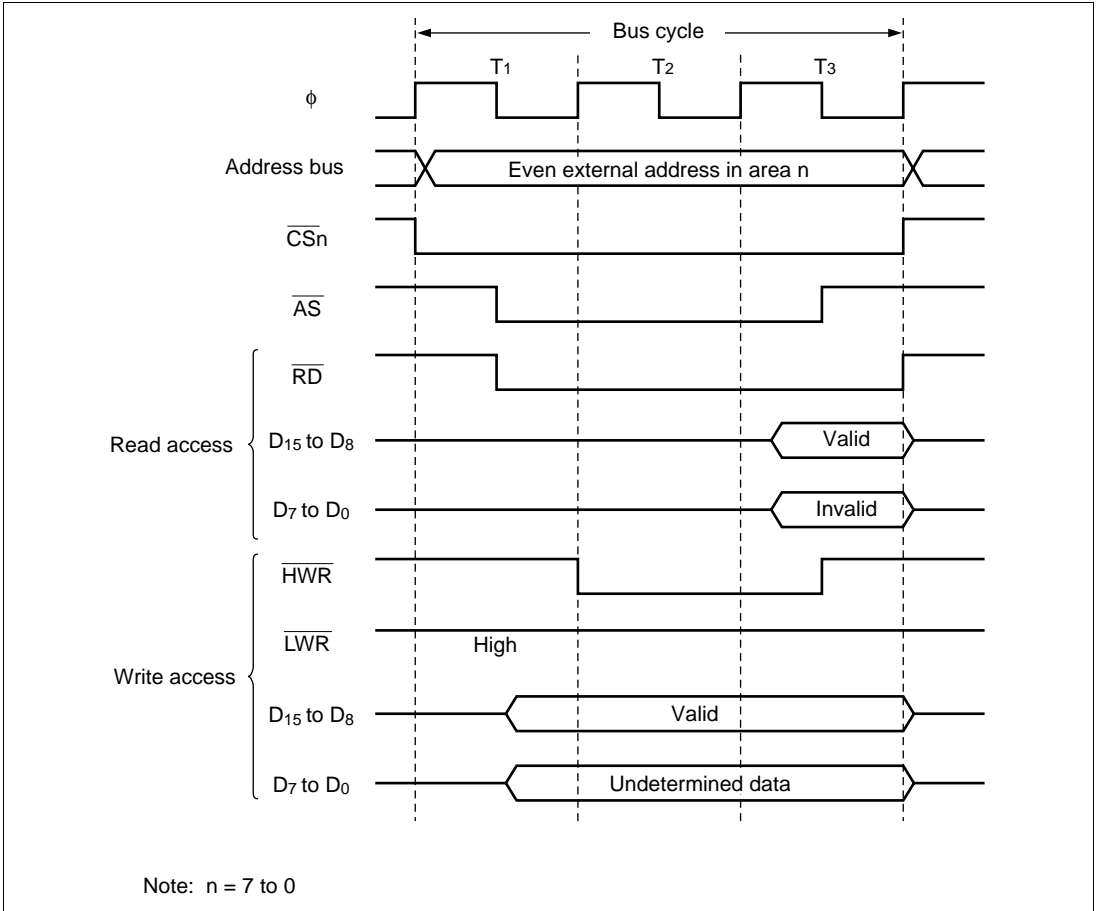 Bus cycle
T1 T2 T3
φ
Address bus Even external address in area n
CSn
AS
RD
Read access D15 to D8 Valid
D7 to D0 Invalid
HWR
LWR High
Write access
D15 to D8 Valid
D7 to D0 Undetermined data
Note: n = 7 to 0